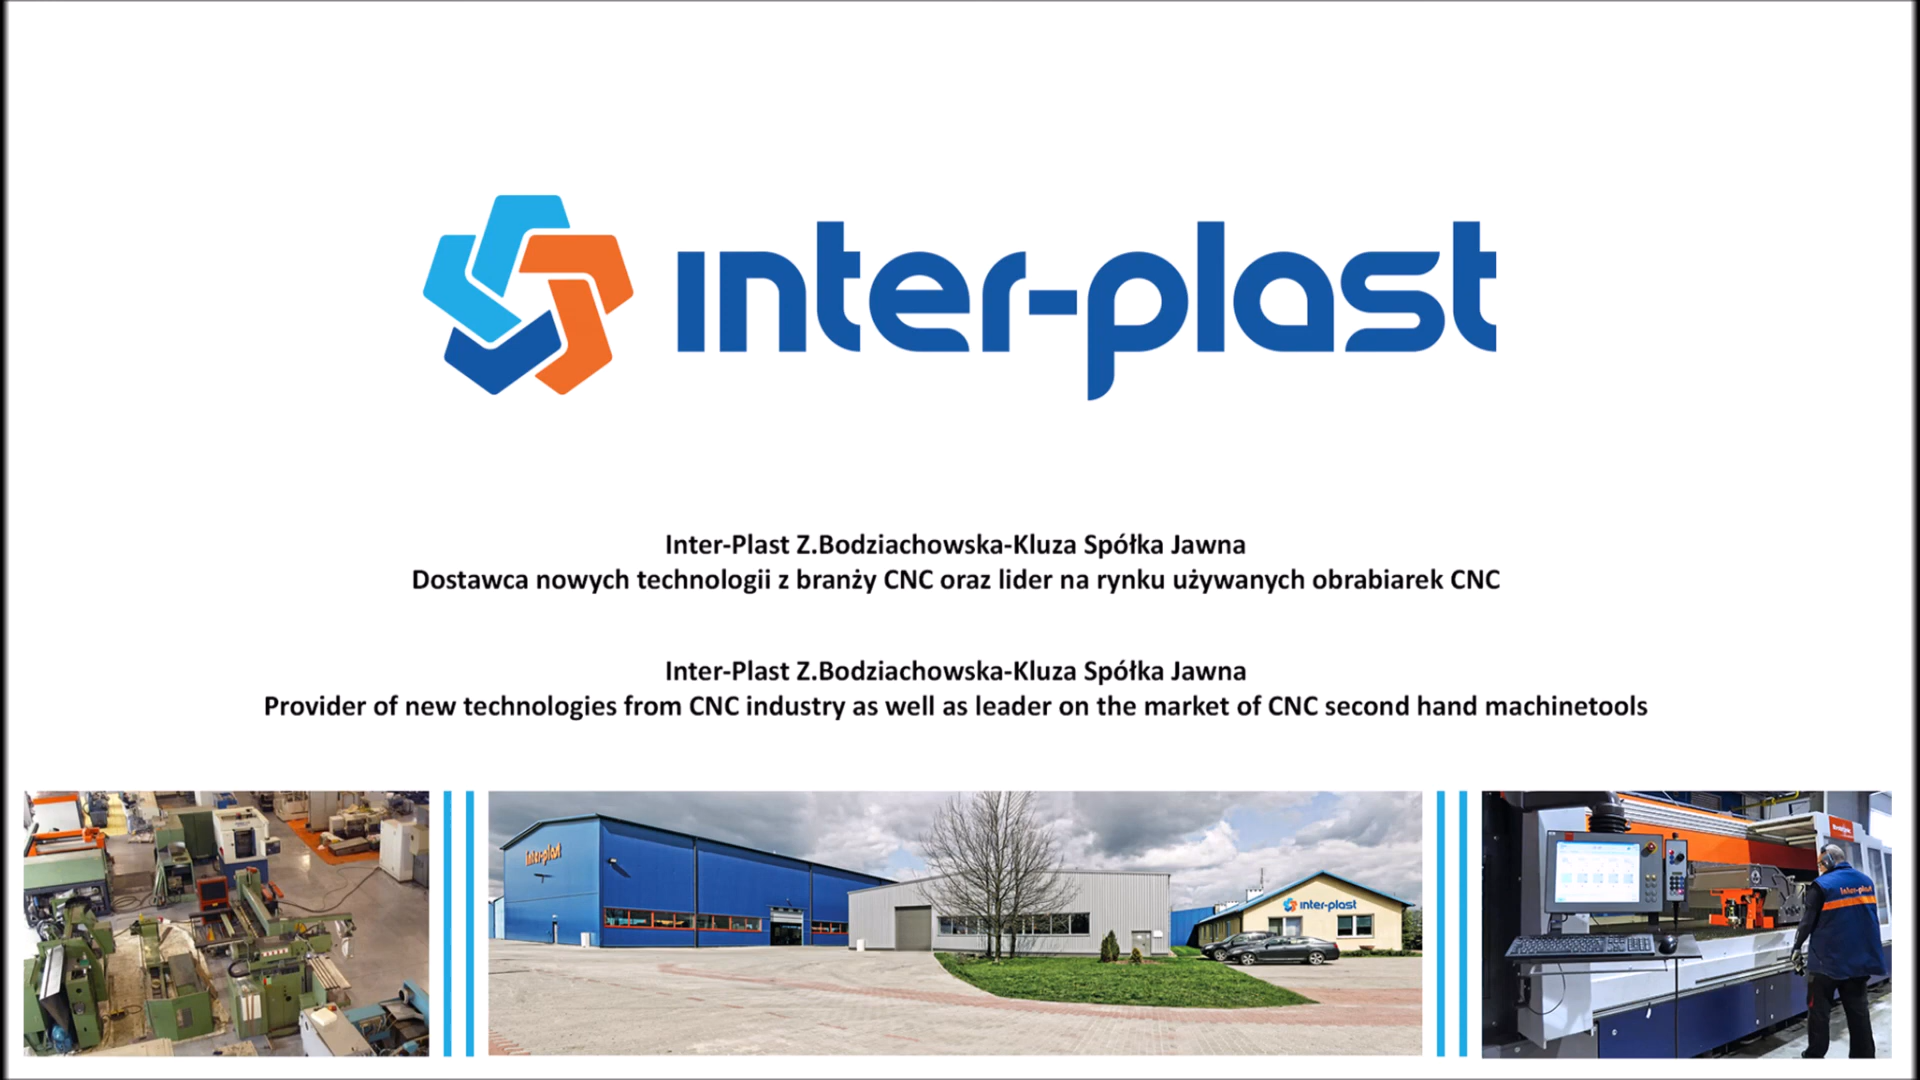 inter-plast
Inter-Plast Z.Bodziachowska-Kluza Spółka Jawna
Dostawca nowych technologii z branży CNC oraz lider na rynku używanych obrabiarek CNC
Inter-Plast Z.Bodziachowska-Kluza Spółka Jawna
Provider of new technologies from CNC industry as well as leader on the market of CNC second hand machinetools
inter-plast
inter-plast
Inter-plast